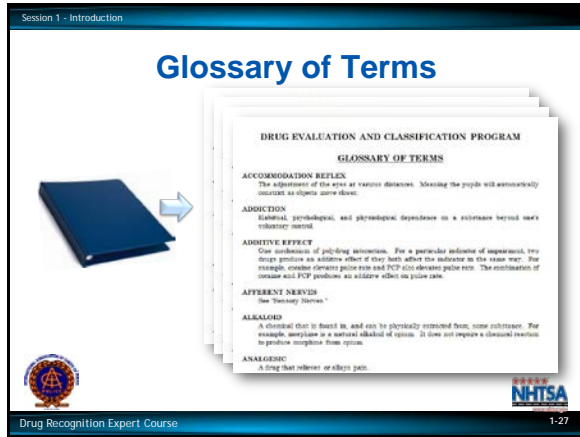 Session 1 - Introduction
Glossary of Terms
DRUG EVALUATION AND CLASSIFICATION PROGRAM
GLOSSARY OF TERMS
ACCOMMODATION REFLEX
The adjustment of the eyes at various distances. Meaning the pupils will automatically
constrict as objects move closer.
ADDICTION
Habitual, psychological, and physiological dependence on a substance beyond one's
voluntary control.
ADDITIVE EFFECT
One mechanism of polydrug interaction. For a particular indicator of impairment, two
drugs produce an additive effect if they both affect the indicator in the same way. For
example, cocaine elevates pulse rate and PCP also elevates pulse rate. The combination of
cocaine and PCP produces an additive effect on pulse rate.
AFFERENT NERVES
See "Sensory Nerves."
ALKALOID
A chemical that is found in, and can be physically extracted from, some substance. For
example, morphine is a natural alkaloid of opium. It does not require a chemical reaction
to produce morphine from opium.
ANALGESIC
A drug that relieves or allays pain.
NHTSA
Drug Recognition Expert Course
1-27